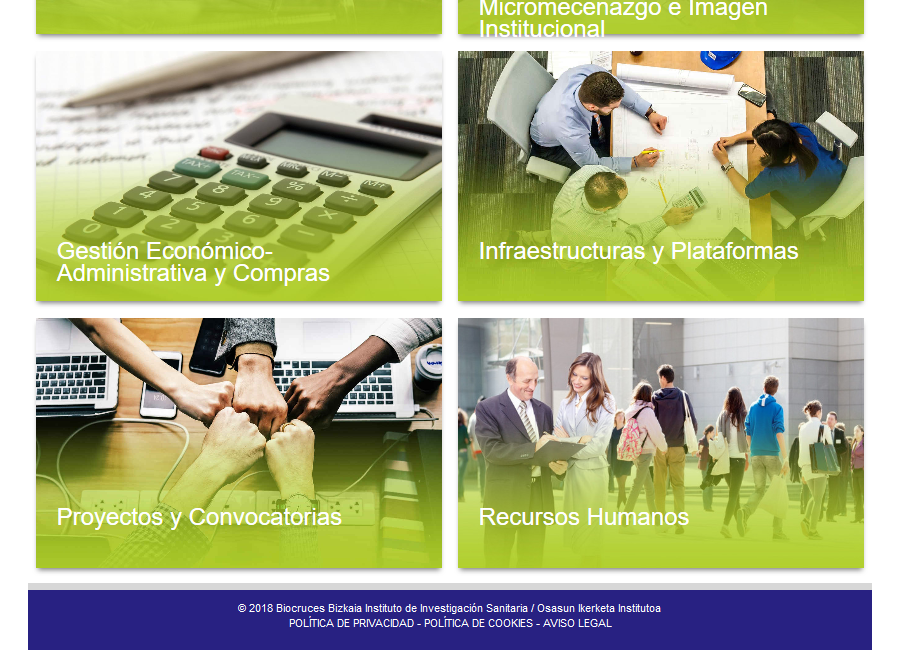 Micromecenazgo e Imagen
Institucional
Gestión Económico-
Administrativa y Compras
Infraestructuras y Plataformas
Proyectos y Convocatorias
Recursos Humanos
© 2018 Biocruces Bizkaia Instituto de Investigación Sanitaria / Osasun Ikerketa Institutoa
POLÍTICA DE PRIVACIDAD - POLÍTICA DE COOKIES - AVISO LEGAL